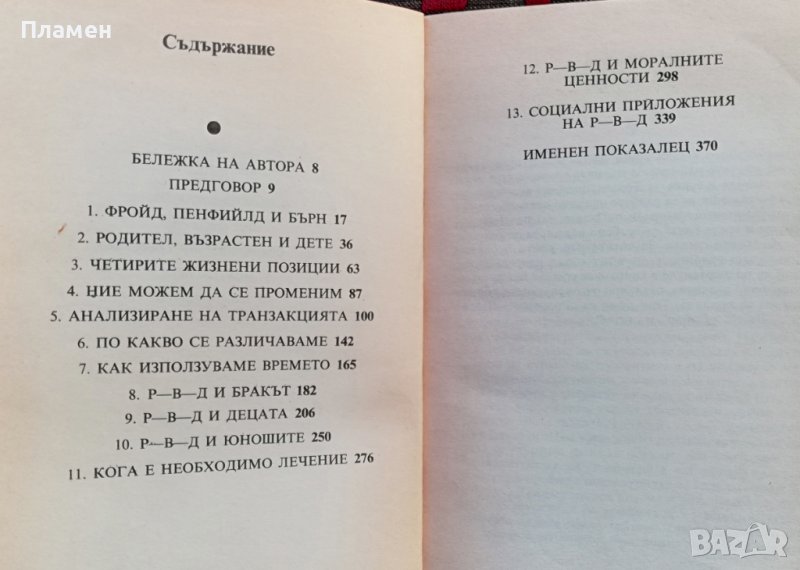 Пламен
Съдържание
БЕЛЕЖКА НА АВТОРА 8
ПРЕДГОВОР 9
1. ФРОЙД, ПЕНФИЙЛД И БЪРН 17
2. РОДИТЕЛ, ВЪЗРАСТЕН И ДЕТЕ 36
3. ЧЕТИРИТЕ ЖИЗНЕНИ ПОЗИЦИИ 63
4. НИЕ МОЖЕМ ДА СЕ ПРОМЕНИМ 87
5. АНАЛИЗИРАНЕ НА ТРАНЗАКЦИЯТА 100
6. ПО КАКВО СЕ РАЗЛИЧАВАМЕ 142
7. КАК ИЗПОЛЗУВАМЕ ВРЕМЕТО 165
8. Р—В—Д И БРАКЪТ 182
9. Р—В—Д И ДЕЦАТА 206
10. Р—В—Д И ЮНОШИТЕ 250
11. КОГА Е НЕОБХОДИМО ЛЕЧЕНИЕ 276
12. Р—В—Д И МОРАЛНИТЕ
ЦЕННОСТИ 298
13. СОЦИАЛНИ ПРИЛОЖЕНИЯ
НА Р—В—Д 339
ИМЕНЕН ПОКАЗАЛЕЦ 370
BAZAR